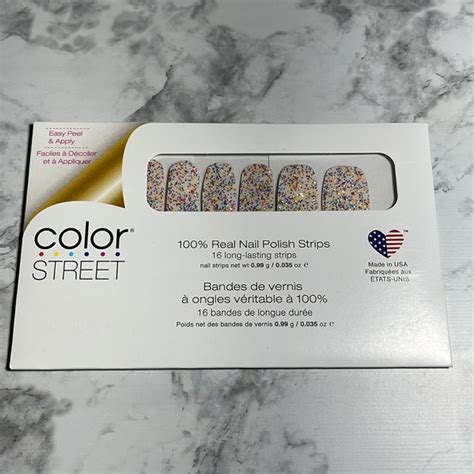 Easy Peel
& Apply
Faciles à Décoller
et à Appliquer
color®
STREET
100% Real Nail Polish Strips
16 long-lasting strips
nail strips net wt 0.99 g / 0.035 oz ℮
Bandes de vernis
à ongles véritable à 100%
16 bandes de longue durée
Poids net des bandes de vernis 0.99 g / 0.035 oz ℮
™
Made in USA
Fabriquées aux
ÉTATS-UNIS